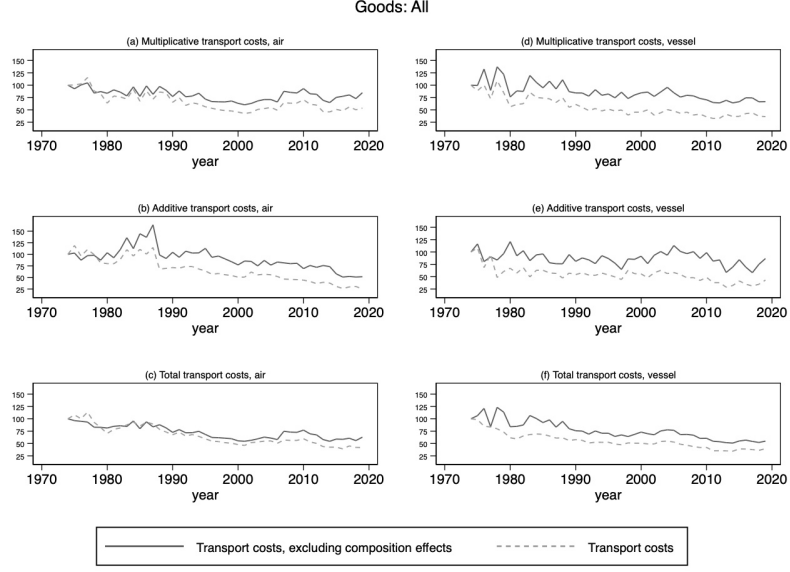 Goods: All
(a) Multiplicative transport costs, air
150
125
100
75
50
25
1970 1980 1990 2000 2010 2020
year
(d) Multiplicative transport costs, vessel
150
125
100
75
50
25
1970 1980 1990 2000 2010 2020
year
(b) Additive transport costs, air
150
125
100
75
50
25
1970 1980 1990 2000 2010 2020
year
(e) Additive transport costs, vessel
150
125
100
75
50
25
1970 1980 1990 2000 2010 2020
year
(c) Total transport costs, air
150
125
100
75
50
25
1970 1980 1990 2000 2010 2020
year
(f) Total transport costs, vessel
150
125
100
75
50
25
1970 1980 1990 2000 2010 2020
year
Transport costs, excluding composition effects Transport costs